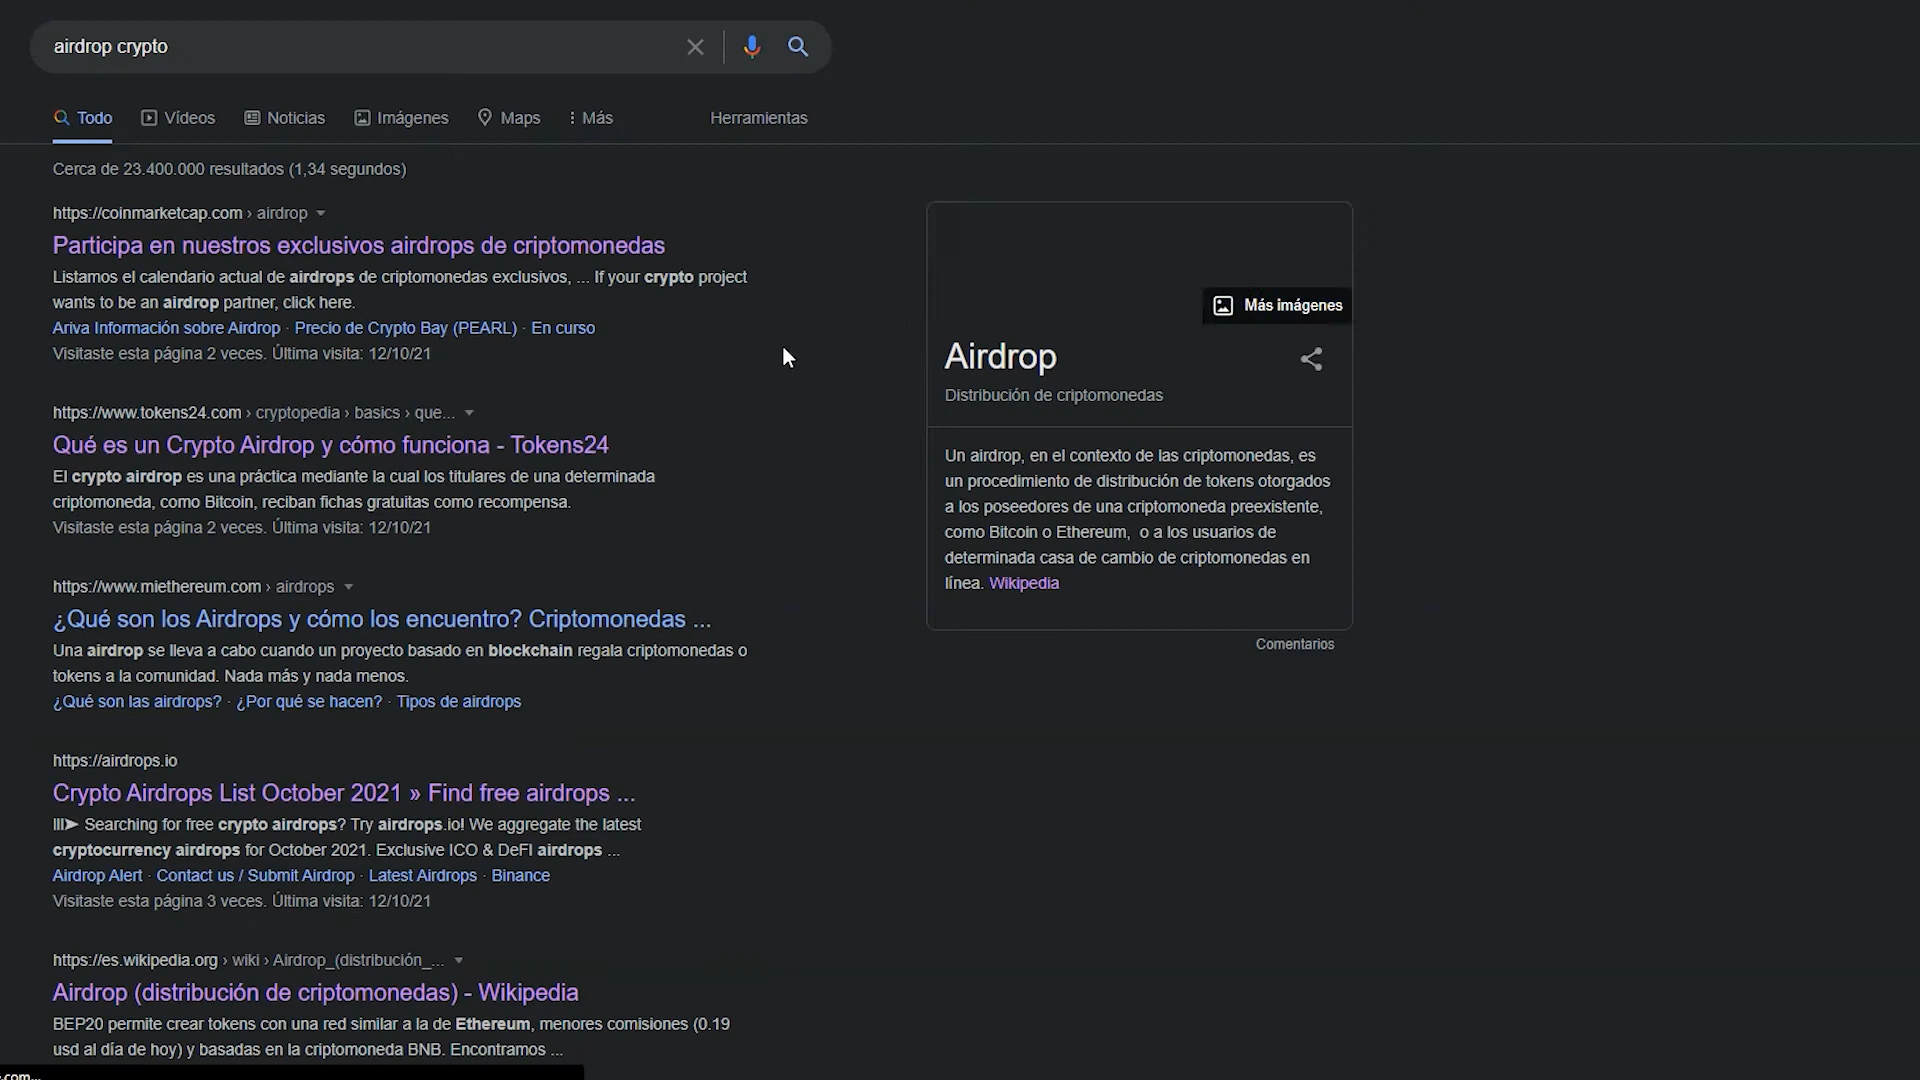 airdrop crypto
Todo Vídeos Noticias Imágenes Maps Más Herramientas
Cerca de 23.400.000 resultados (1,34 segundos)
https://coinmarketcap.com › airdrop
Participa en nuestros exclusivos airdrops de criptomonedas
Listamos el calendario actual de airdrops de criptomonedas exclusivos, ... If your crypto project
wants to be an airdrop partner, click here.
Ariva Información sobre Airdrop · Precio de Crypto Bay (PEARL) · En curso
Visitaste esta página 2 veces. Última visita: 12/10/21
https://www.tokens24.com › cryptopedia › basics › que...
Qué es un Crypto Airdrop y cómo funciona - Tokens24
El crypto airdrop es una práctica mediante la cual los titulares de una determinada
criptomoneda, como Bitcoin, reciban fichas gratuitas como recompensa.
Visitaste esta página 2 veces. Última visita: 12/10/21
https://www.miethereum.com › airdrops
¿Qué son los Airdrops y cómo los encuentro? Criptomonedas ...
Una airdrop se lleva a cabo cuando un proyecto basado en blockchain regala criptomonedas o
tokens a la comunidad. Nada más y nada menos.
¿Qué son las airdrops? · ¿Por qué se hacen? · Tipos de airdrops
https://airdrops.io
Crypto Airdrops List October 2021 » Find free airdrops ...
lll➤ Searching for free crypto airdrops? Try airdrops.io! We aggregate the latest
cryptocurrency airdrops for October 2021. Exclusive ICO & DeFI airdrops ...
Airdrop Alert · Contact us / Submit Airdrop · Latest Airdrops · Binance
Visitaste esta página 3 veces. Última visita: 12/10/21
https://es.wikipedia.org › wiki › Airdrop_(distribución_...
Airdrop (distribución de criptomonedas) - Wikipedia
BEP20 permite crear tokens con una red similar a la de Ethereum, menores comisiones (0.19
usd al día de hoy) y basadas en la criptomoneda BNB. Encontramos ...
Más imágenes
Airdrop
Distribución de criptomonedas
Un airdrop, en el contexto de las criptomonedas, es
un procedimiento de distribución de tokens otorgados
a los poseedores de una criptomoneda preexistente,
como Bitcoin o Ethereum, o a los usuarios de
determinada casa de cambio de criptomonedas en
línea. Wikipedia
Comentarios